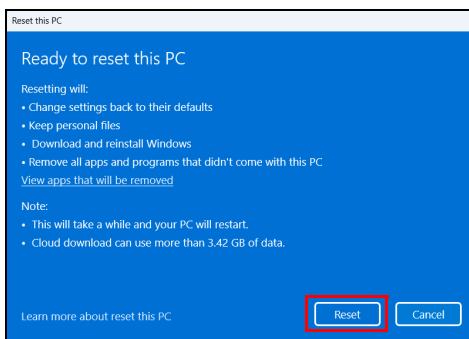 Reset this PC
Ready to reset this PC
Resetting will:
• Change settings back to their defaults
• Keep personal files
• Download and reinstall Windows
• Remove all apps and programs that didn't come with this PC
View apps that will be removed
Note:
• This will take a while and your PC will restart.
• Cloud download can use more than 3.42 GB of data.
Learn more about reset this PC
Reset
Cancel